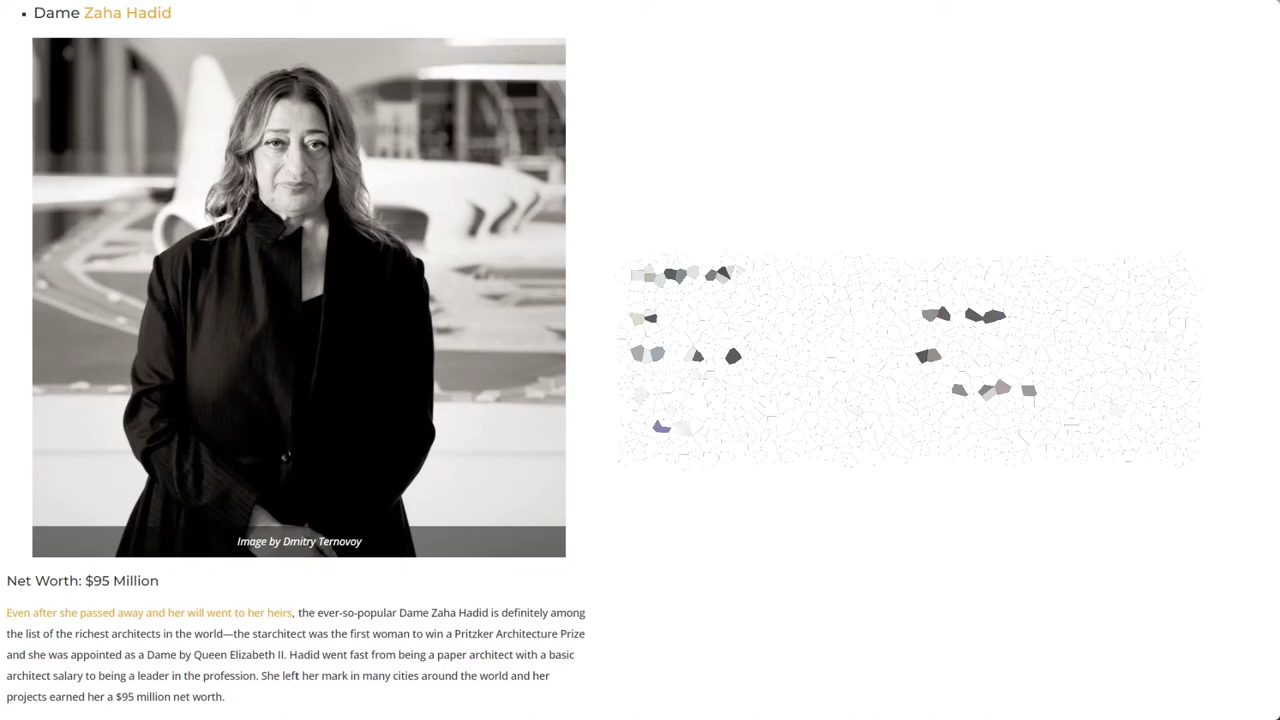 Dame Zaha Hadid
Image by Dmitry Ternovoy
Net Worth: $95 Million
Even after she passed away and her will went to her heirs, the ever-so-popular Dame Zaha Hadid is definitely among
the list of the richest architects in the world—the starchitect was the first woman to win a Pritzker Architecture Prize
and she was appointed as a Dame by Queen Elizabeth II. Hadid went fast from being a paper architect with a basic
architect salary to being a leader in the profession. She left her mark in many cities around the world and her
projects earned her a $95 million net worth.